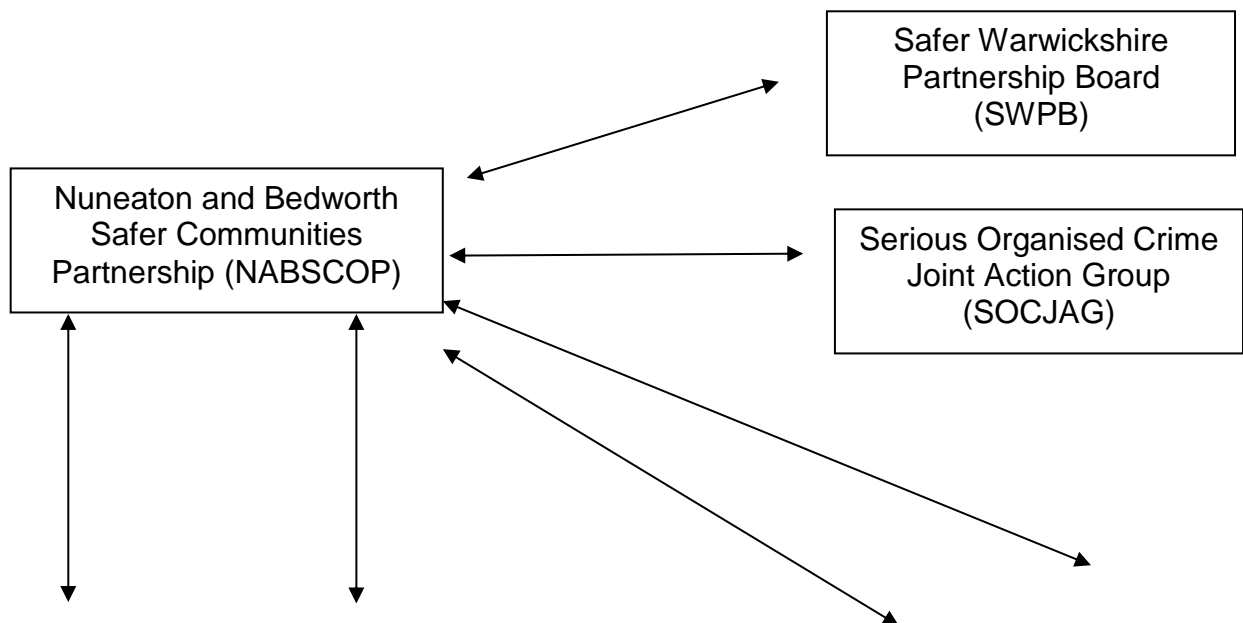 Safer Warwickshire
Partnership Board
(SWPB)
Nuneaton and Bedworth
Safer Communities
Partnership (NABSCOP)
Serious Organised Crime
Joint Action Group
(SOCJAG)